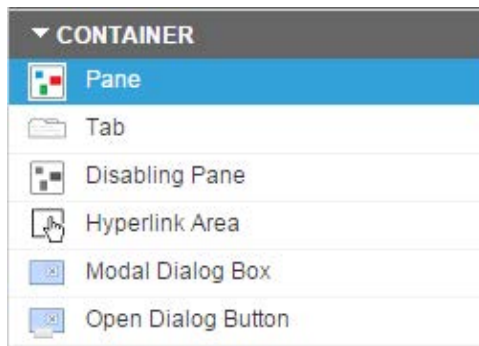 CONTAINER
Pane
Tab
Disabling Pane
Hyperlink Area
Modal Dialog Box
Open Dialog Button